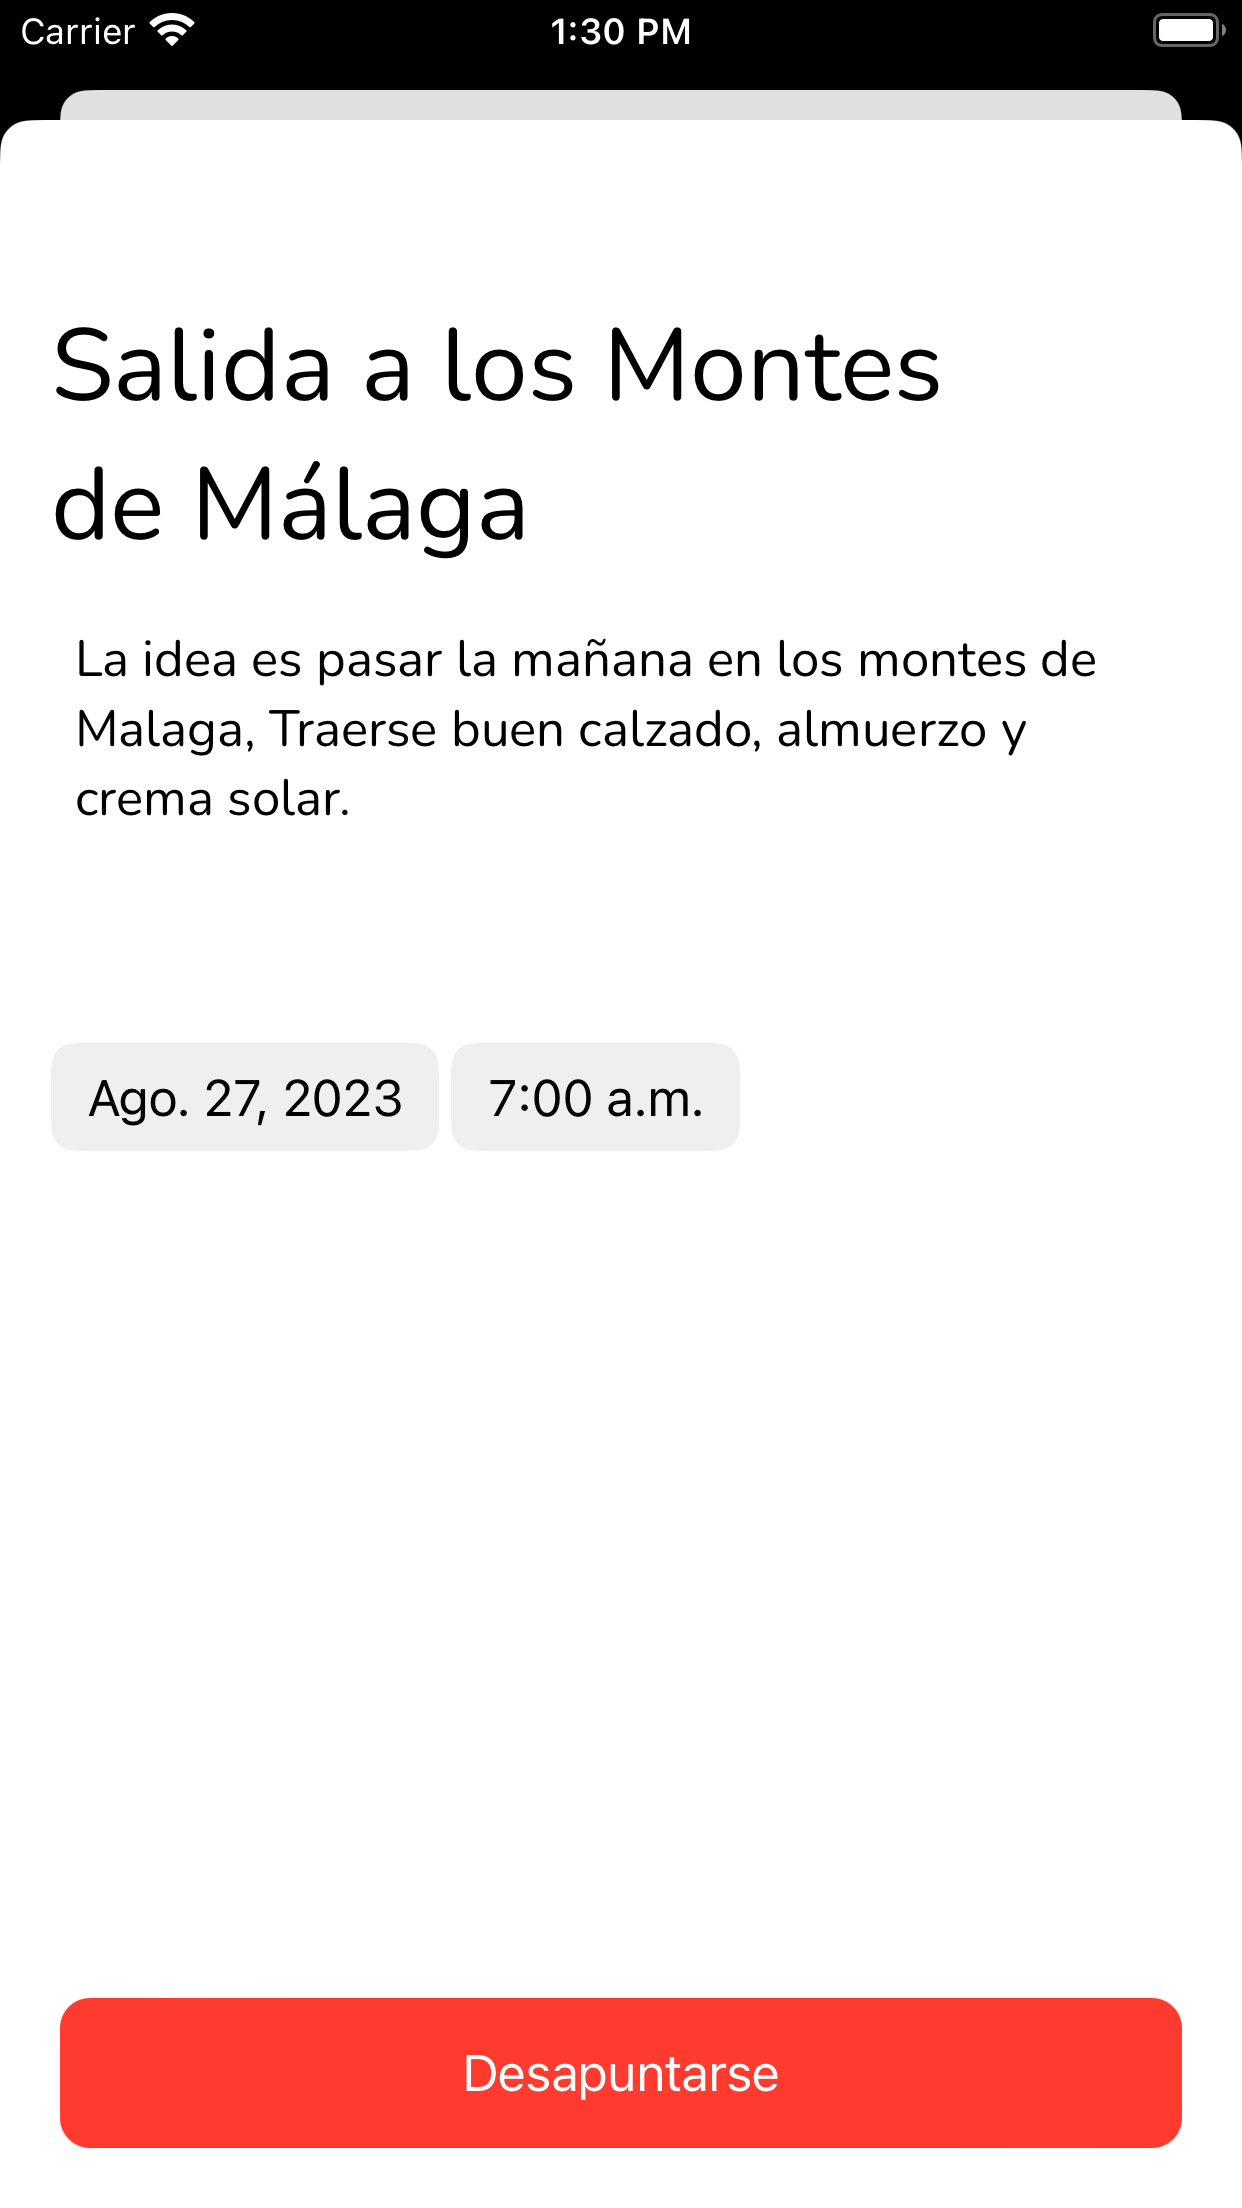 Carrier 1:30 PM
Salida a los Montes
de Málaga
La idea es pasar la mañana en los montes de
Malaga, Traerse buen calzado, almuerzo y
crema solar.
Ago. 27, 2023 7:00 a.m.
Desapuntarse